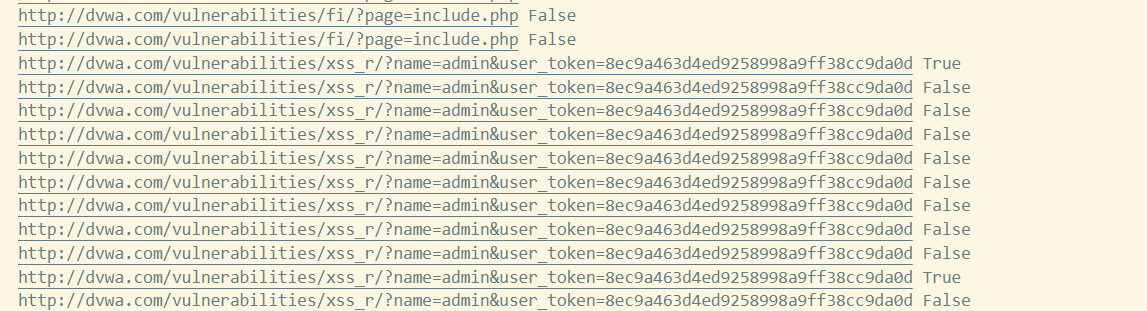 http://dvwa.com/vulnerabilities/fi/?page=include.php False
http://dvwa.com/vulnerabilities/fi/?page=include.php False
http://dvwa.com/vulnerabilities/xss_r/?name=admin&user_token=8ec9a463d4ed9258998a9ff38cc9da0d True
http://dvwa.com/vulnerabilities/xss_r/?name=admin&user_token=8ec9a463d4ed9258998a9ff38cc9da0d False
http://dvwa.com/vulnerabilities/xss_r/?name=admin&user_token=8ec9a463d4ed9258998a9ff38cc9da0d False
http://dvwa.com/vulnerabilities/xss_r/?name=admin&user_token=8ec9a463d4ed9258998a9ff38cc9da0d False
http://dvwa.com/vulnerabilities/xss_r/?name=admin&user_token=8ec9a463d4ed9258998a9ff38cc9da0d False
http://dvwa.com/vulnerabilities/xss_r/?name=admin&user_token=8ec9a463d4ed9258998a9ff38cc9da0d False
http://dvwa.com/vulnerabilities/xss_r/?name=admin&user_token=8ec9a463d4ed9258998a9ff38cc9da0d False
http://dvwa.com/vulnerabilities/xss_r/?name=admin&user_token=8ec9a463d4ed9258998a9ff38cc9da0d False
http://dvwa.com/vulnerabilities/xss_r/?name=admin&user_token=8ec9a463d4ed9258998a9ff38cc9da0d False
http://dvwa.com/vulnerabilities/xss_r/?name=admin&user_token=8ec9a463d4ed9258998a9ff38cc9da0d True
http://dvwa.com/vulnerabilities/xss_r/?name=admin&user_token=8ec9a463d4ed9258998a9ff38cc9da0d False